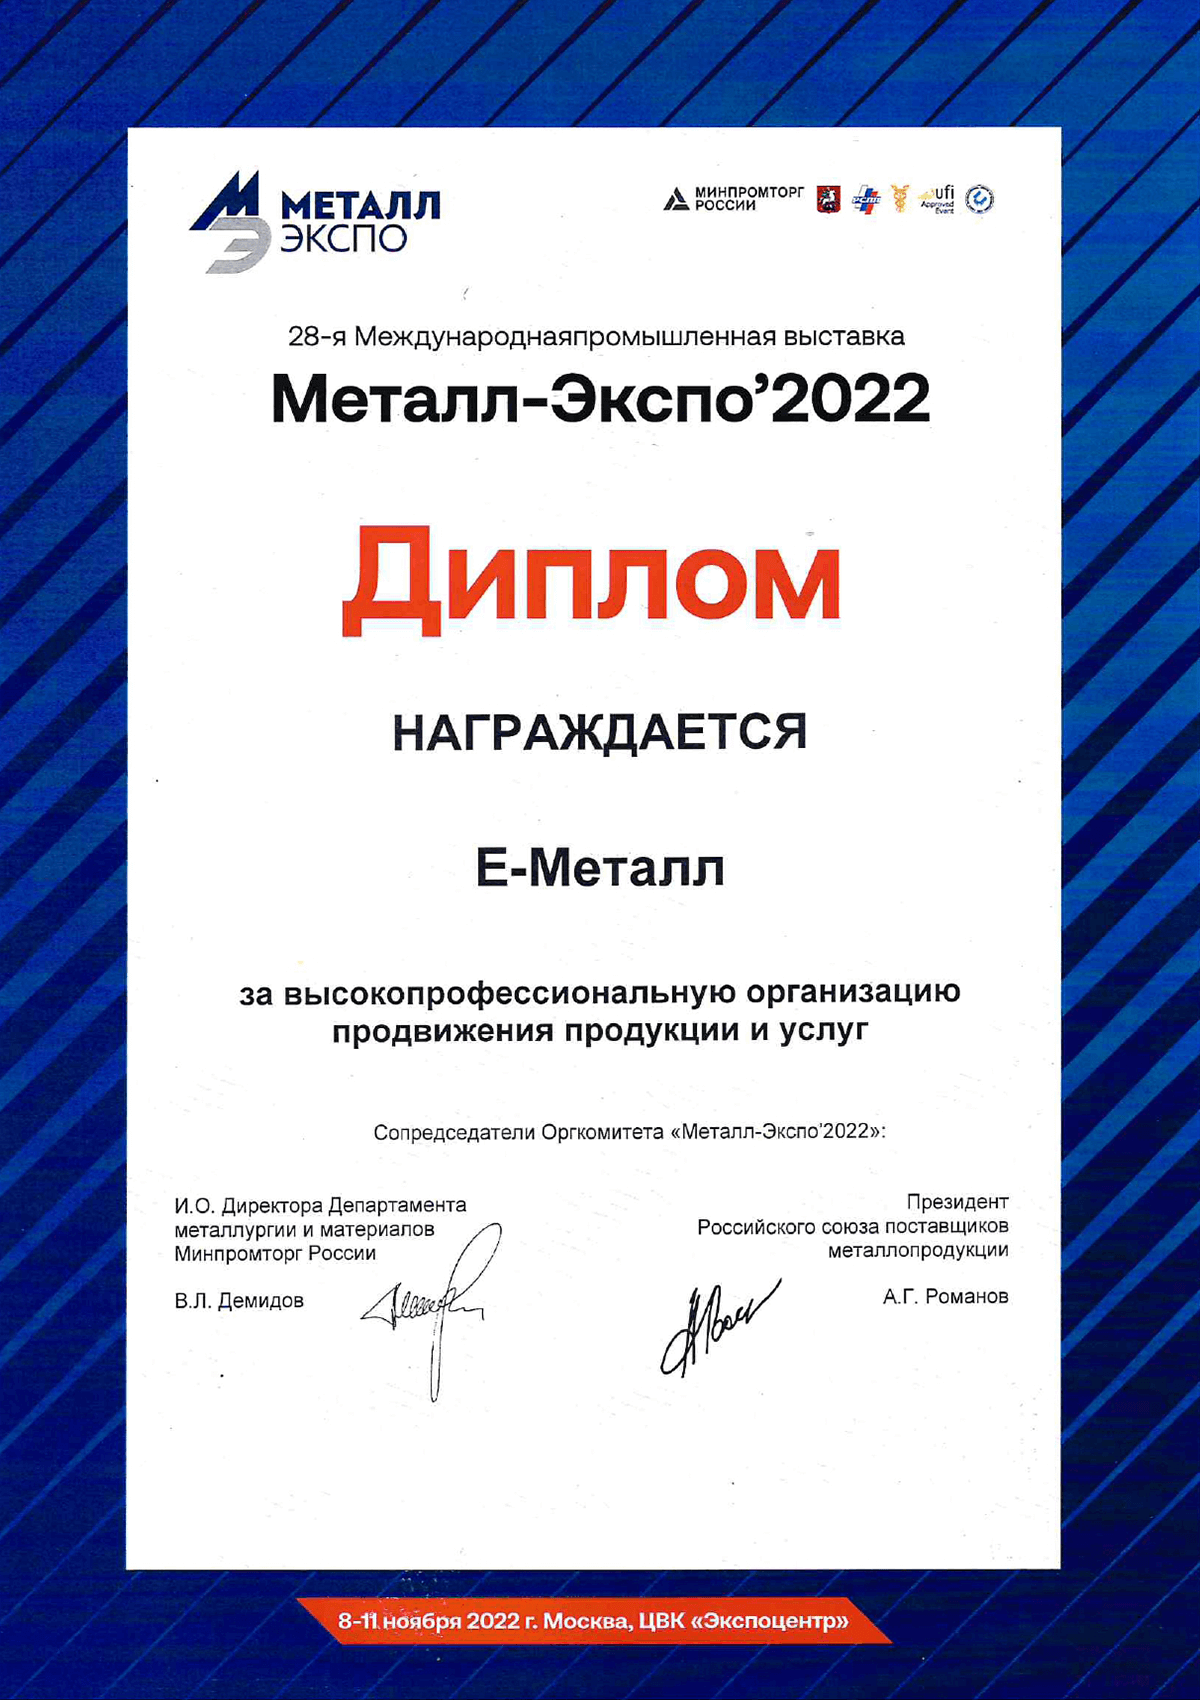 МЕТАЛЛ
ЭКСПО
МИНПРОМТОРГ
РОССИИ
РСПП
ufi
Approved
Event
28-я Международнаяпромышленная выставка
Металл-Экспо’2022
Диплом
НАГРАЖДАЕТСЯ
Е-Металл
за высокопрофессиональную организацию
продвижения продукции и услуг
Сопредседатели Оргкомитета «Металл-Экспо’2022»:
И.О. Директора Департамента
металлургии и материалов
Минпромторг России
В.Л. Демидов
Президент
Российского союза поставщиков
металлопродукции
А.Г. Романов
8-11 ноября 2022 г. Москва, ЦВК «Экспоцентр»